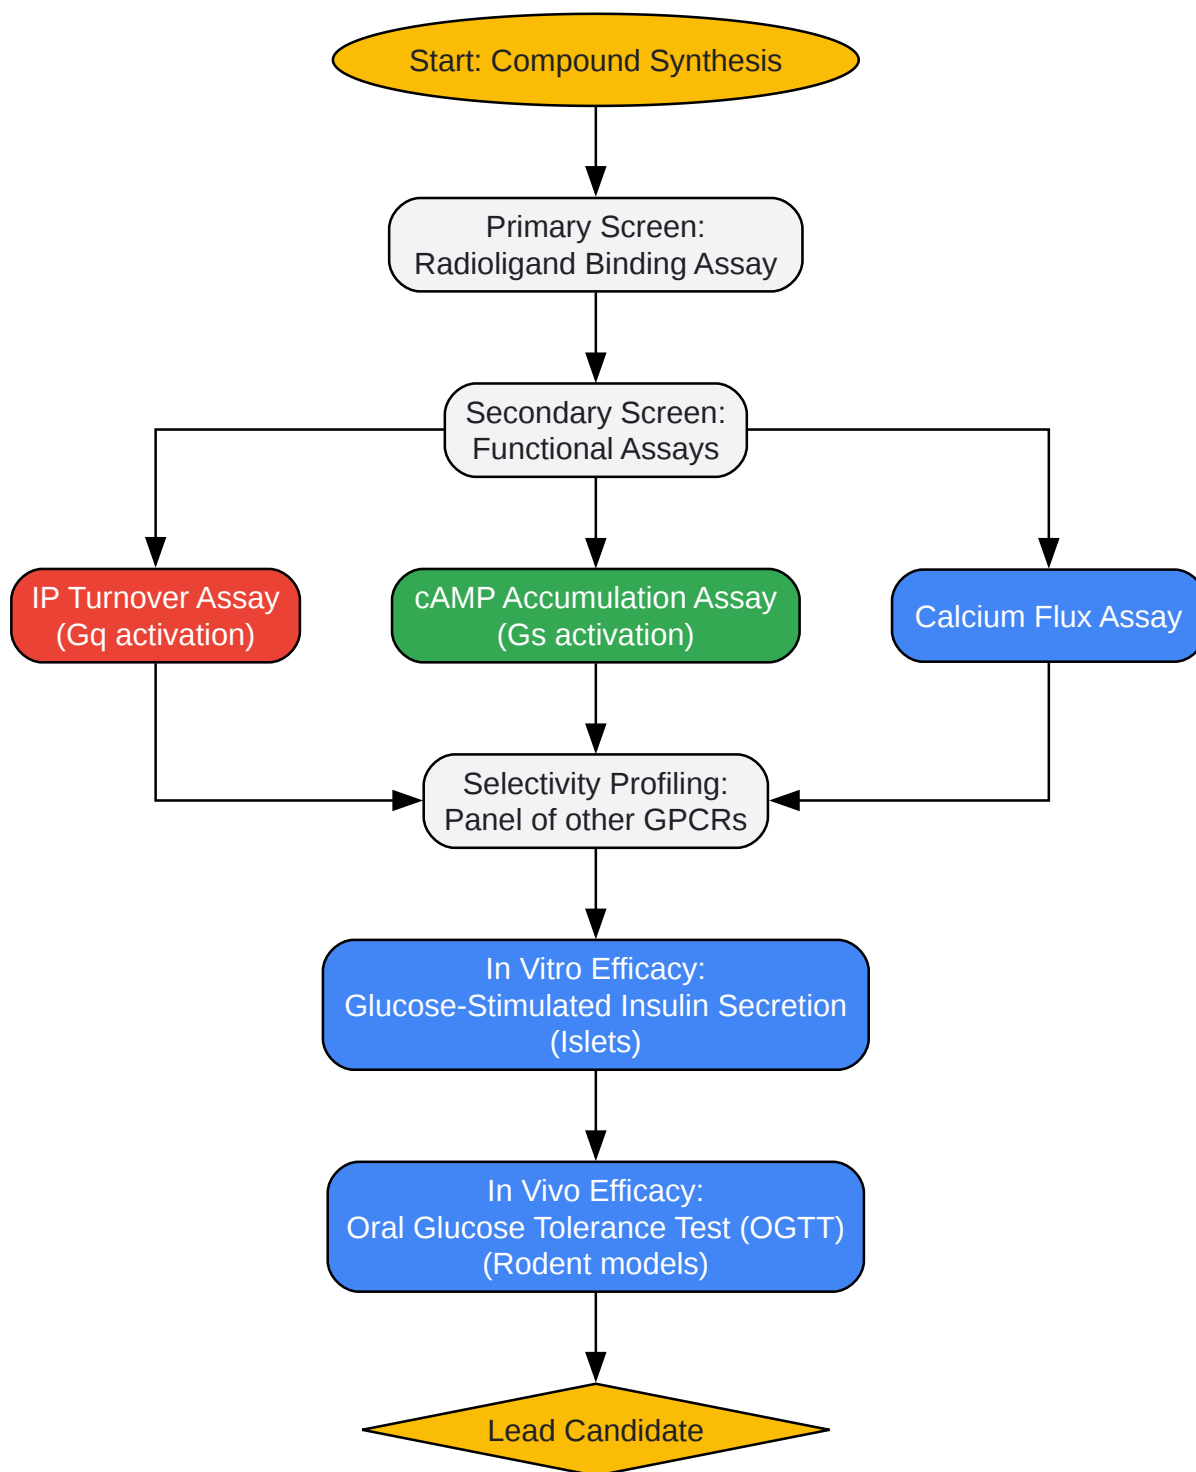 Start: Compound Synthesis
Primary Screen:
Radioligand Binding Assay
Secondary Screen:
Functional Assays
IP Turnover Assay
(Gq activation)
cAMP Accumulation Assay
(Gs activation)
Calcium Flux Assay
Selectivity Profiling:
Panel of other GPCRs
In Vitro Efficacy:
Glucose-Stimulated Insulin Secretion
(Islets)
In Vivo Efficacy:
Oral Glucose Tolerance Test (OGTT)
(Rodent models)
Lead Candidate